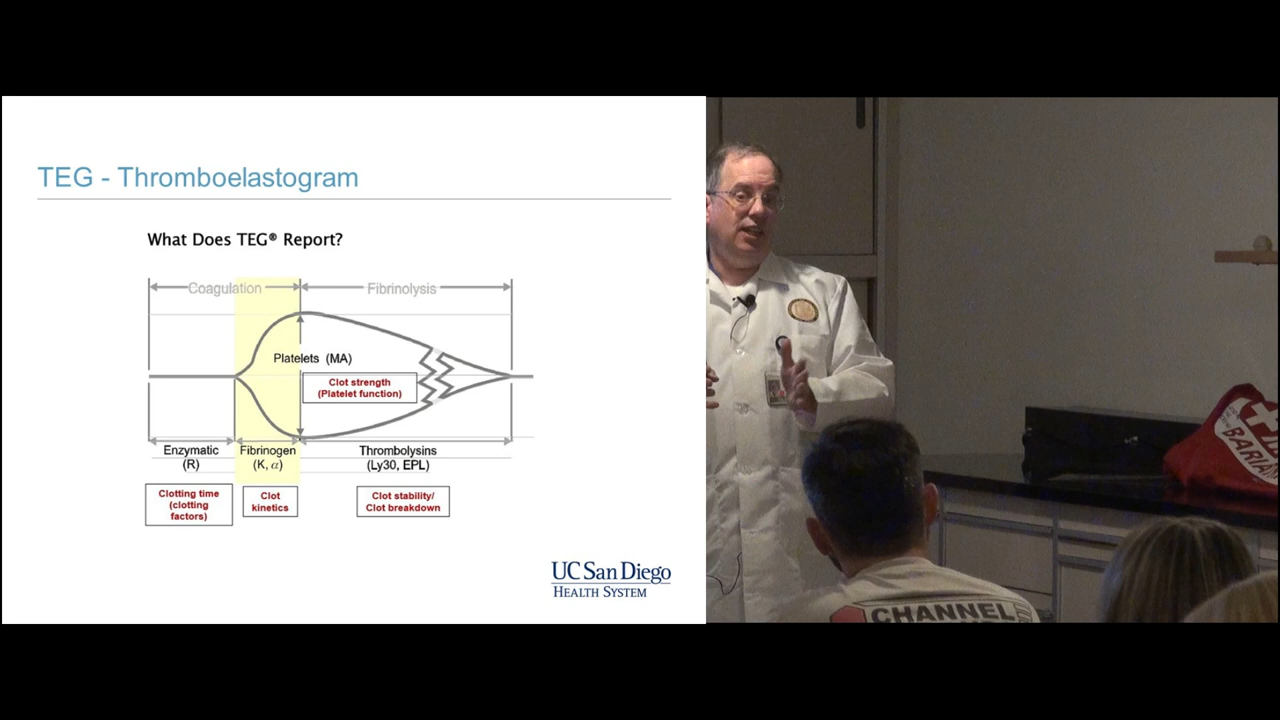 TEG - Thromboelastogram
What Does TEG® Report?
Coagulation
Fibrinolysis
Platelets (MA)
Clot strength
(Platelet function)
Enzymatic
(R)
Fibrinogen
(K, α)
Thrombolysins
(Ly30, EPL)
Clotting time
(clotting
factors)
Clot
kinetics
Clot stability/
Clot breakdown
UC San Diego
HEALTH SYSTEM
CHANNEL